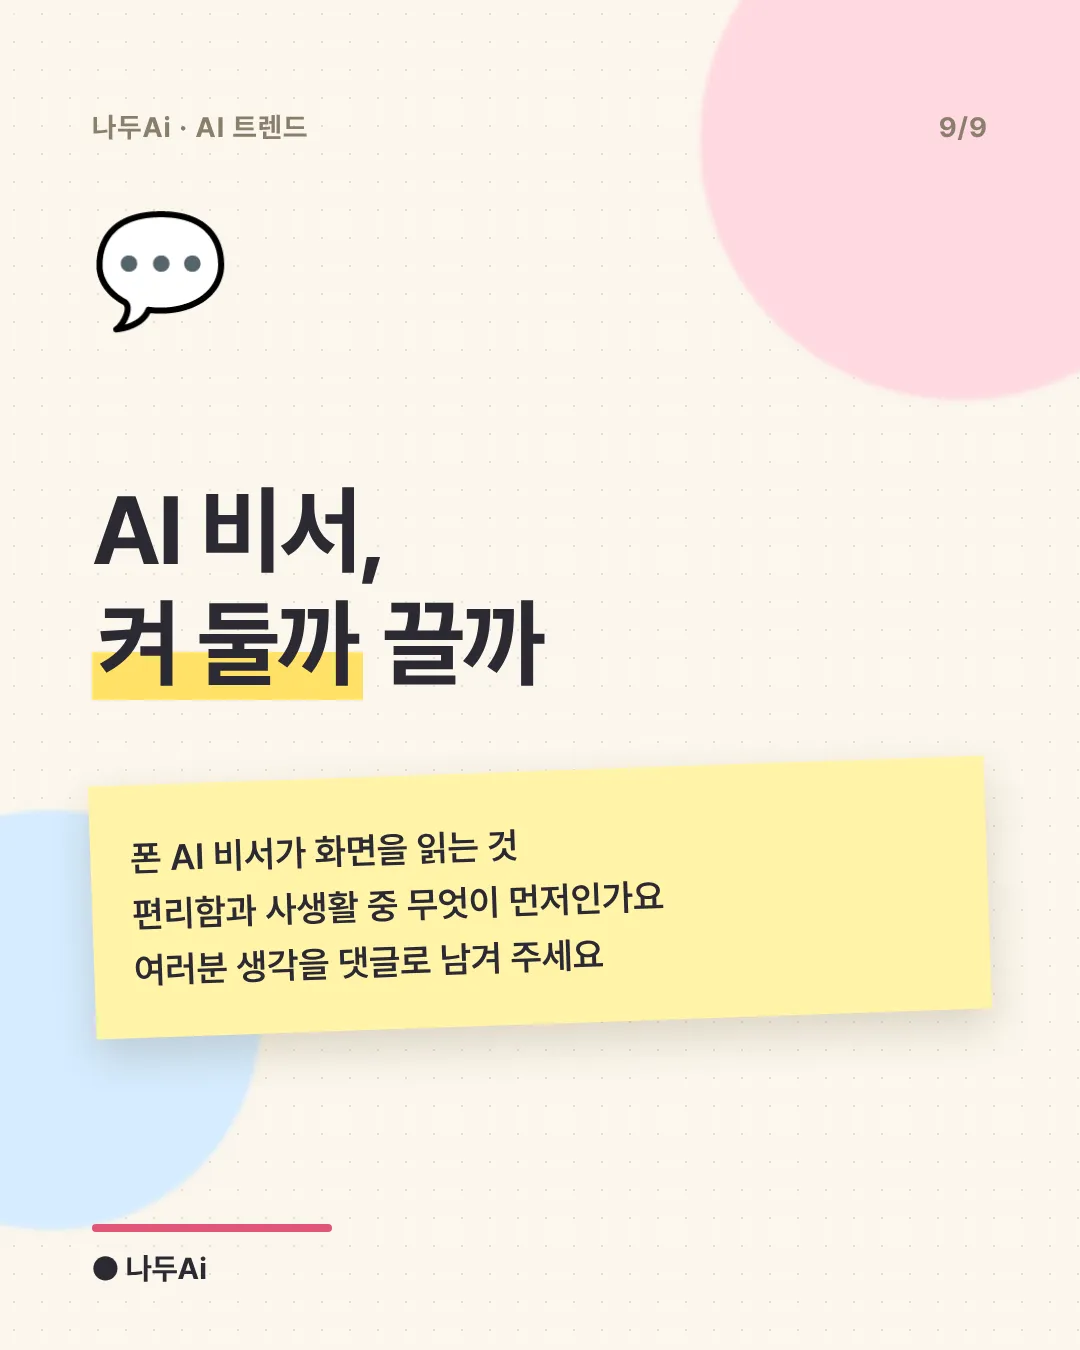 나두Ai · AI 트렌드
9/9
AI 비서,
켜 둘까 끌까
폰 AI 비서가 화면을 읽는 것
편리함과 사생활 중 무엇이 먼저인가요
여러분 생각을 댓글로 남겨 주세요
나두Ai